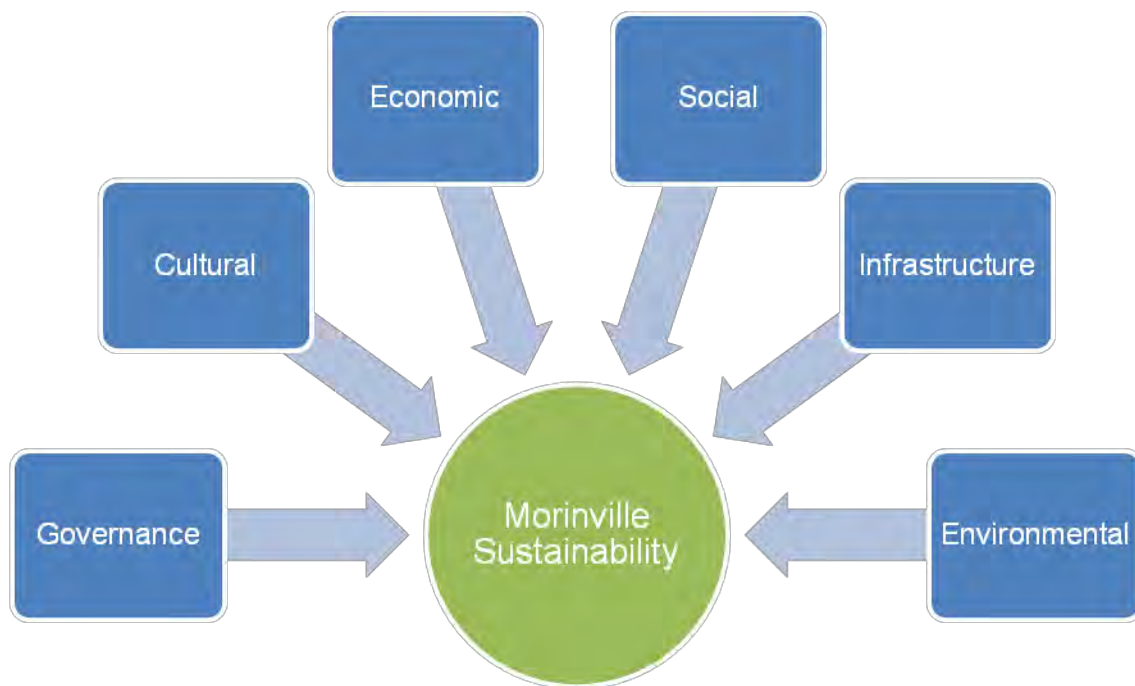 Economic
Social
Cultural
Infrastructure
Governance
Morinville
Sustainability
Environmental